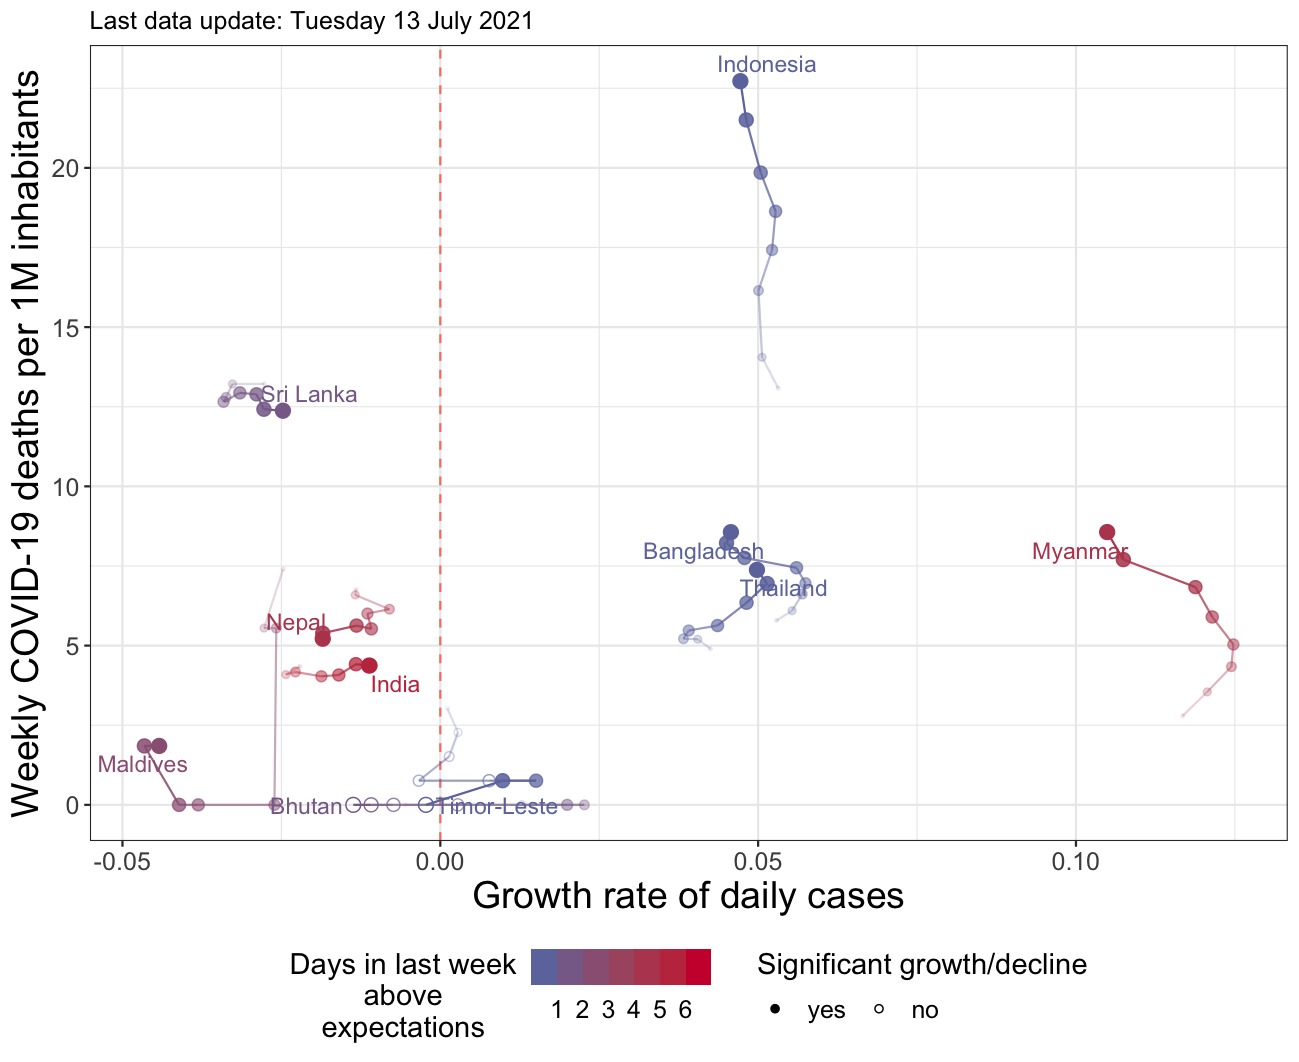 Last data update: Tuesday 13 July 2021
Weekly COVID-19 deaths per 1M inhabitants
20
15
10
5
0
Indonesia
Sri Lanka
Bangladesh
Myanmar
Thailand
Nepal
India
Maldives
Bhutan
Timor-Leste
-0.05
0.00
0.05
0.10
Growth rate of daily cases
Days in last week
above
expectations
1 2 3 4 5 6
Significant growth/decline
yes
no